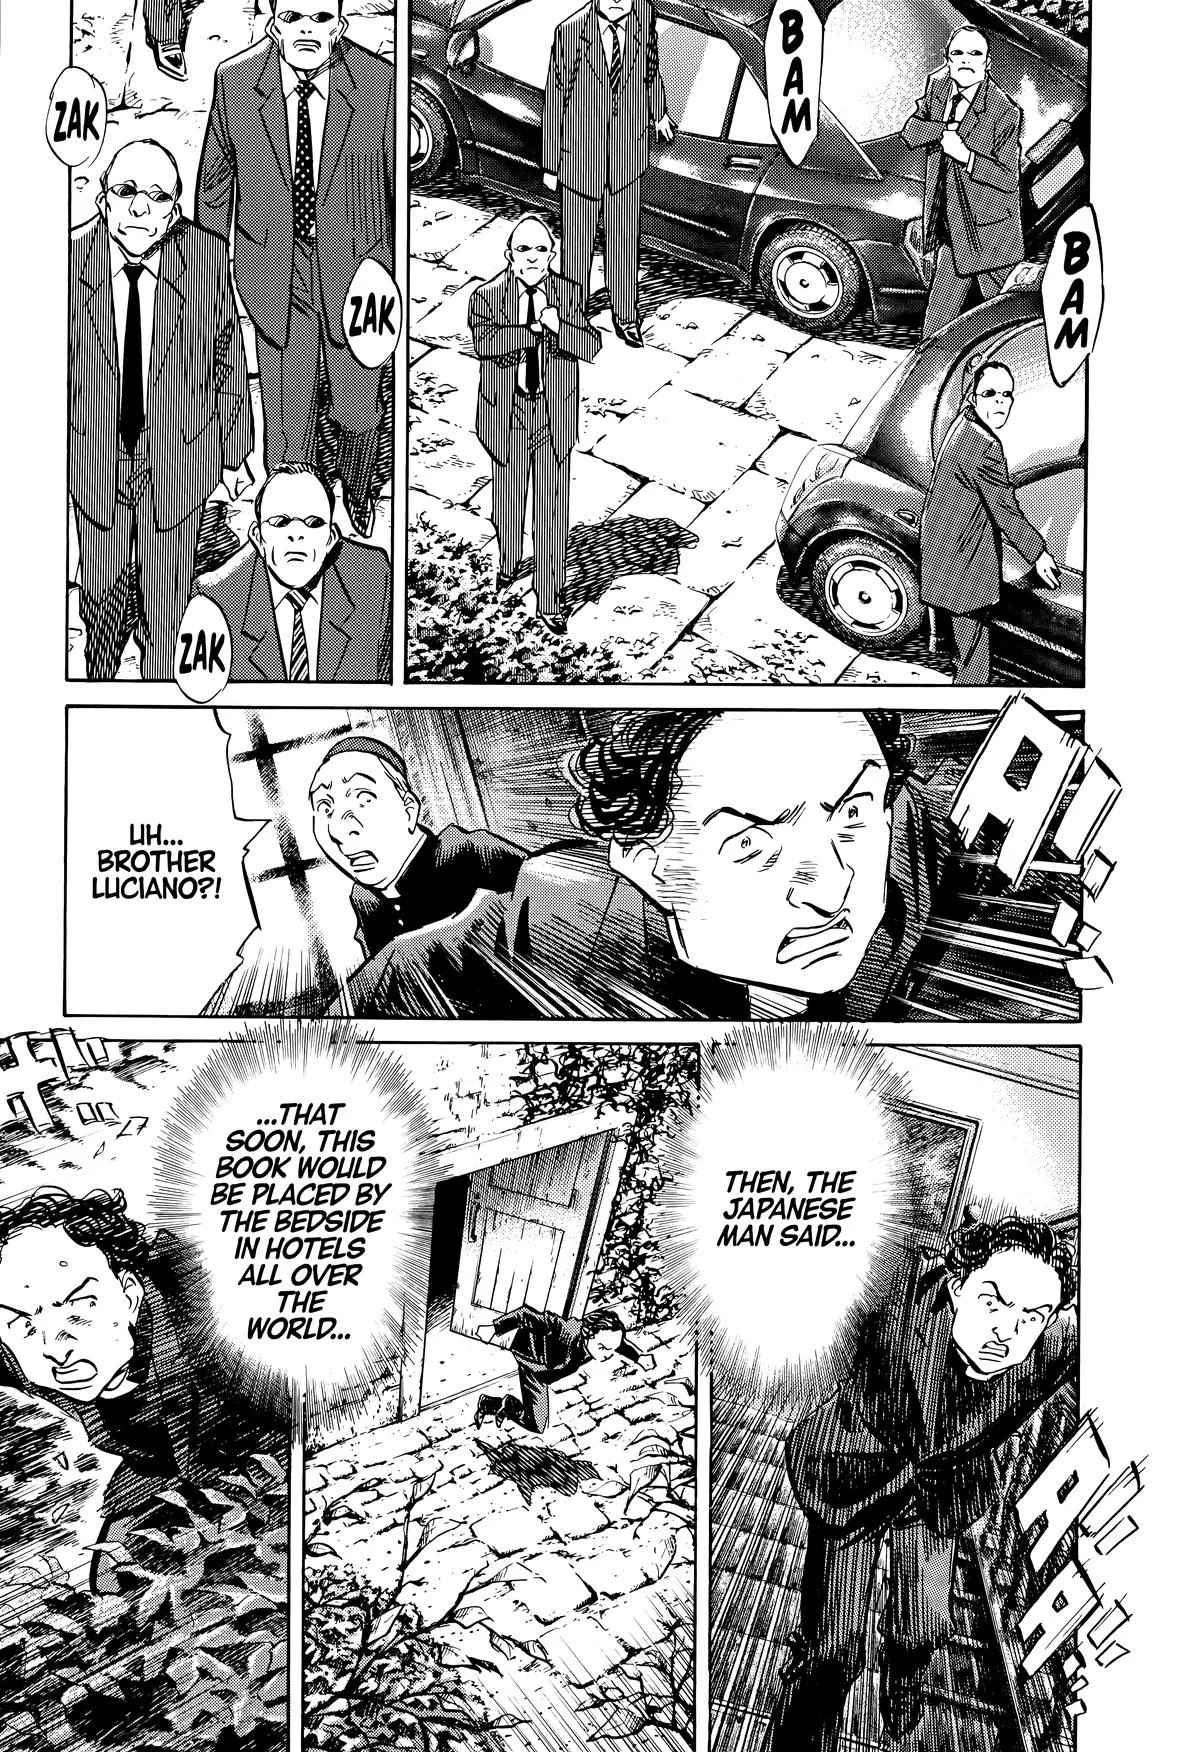 BAM
BAM
ZAK
ZAK
ZAK
UH...
BROTHER
LUCIANO?!
THEN, THE
JAPANESE
MAN SAID...
...THAT
SOON, THIS
BOOK WOULD
BE PLACED BY
THE BEDSIDE
IN HOTELS
ALL OVER
THE
WORLD...